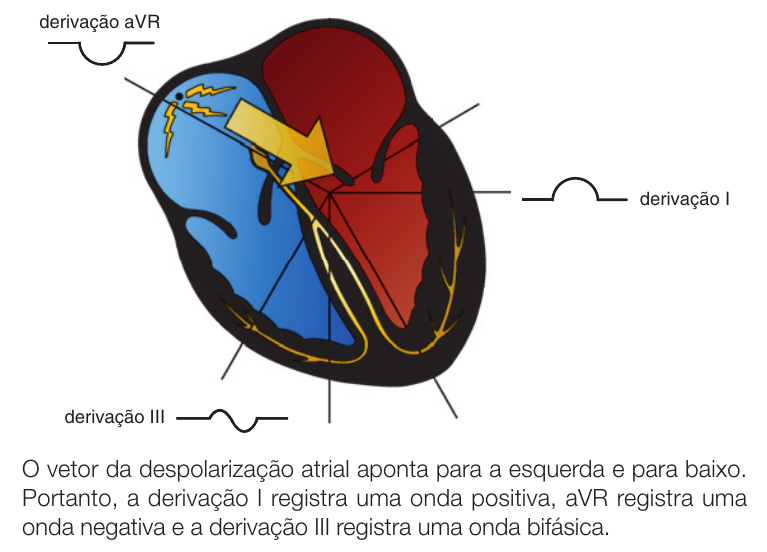 derivação aVR
derivação I
derivação III
O vetor da despolarização atrial aponta para a esquerda e para baixo.
Portanto, a derivação I registra uma onda positiva, aVR registra uma
onda negativa e a derivação III registra uma onda bifásica.